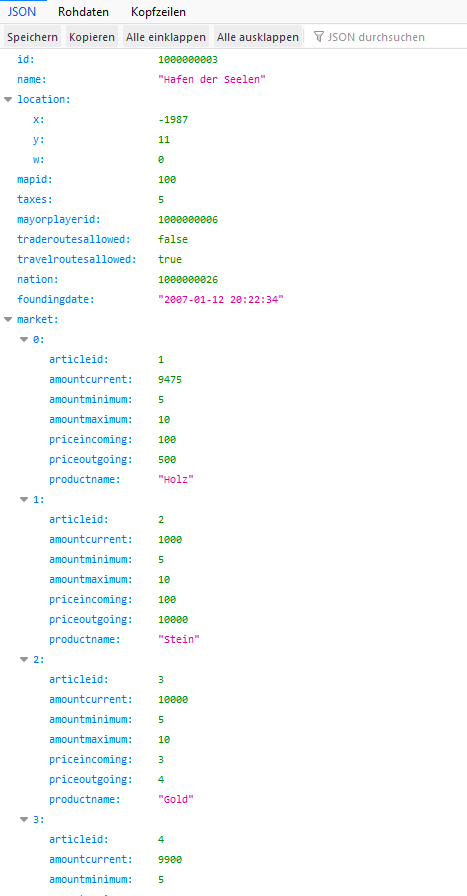 JSON Rohdaten Kopfzeilen
Speichern Kopieren Alle einklappen Alle ausklappen JSON durchsuchen
id: 1000000003
name: "Hafen der Seelen"
location:
x: -1987
y: 11
w: 0
mapid: 100
taxes: 5
mayorplayerid: 1000000006
traderoutesallowed: false
travelroutesallowed: true
nation: 1000000026
foundingdate: "2007-01-12 20:22:34"
market:
0:
articleid: 1
amountcurrent: 9475
amountminimum: 5
amountmaximum: 10
priceincoming: 100
priceoutgoing: 500
productname: "Holz"
1:
articleid: 2
amountcurrent: 1000
amountminimum: 5
amountmaximum: 10
priceincoming: 100
priceoutgoing: 10000
productname: "Stein"
2:
articleid: 3
amountcurrent: 10000
amountminimum: 5
amountmaximum: 10
priceincoming: 3
priceoutgoing: 4
productname: "Gold"
3:
articleid: 4
amountcurrent: 9900
amountminimum: 5